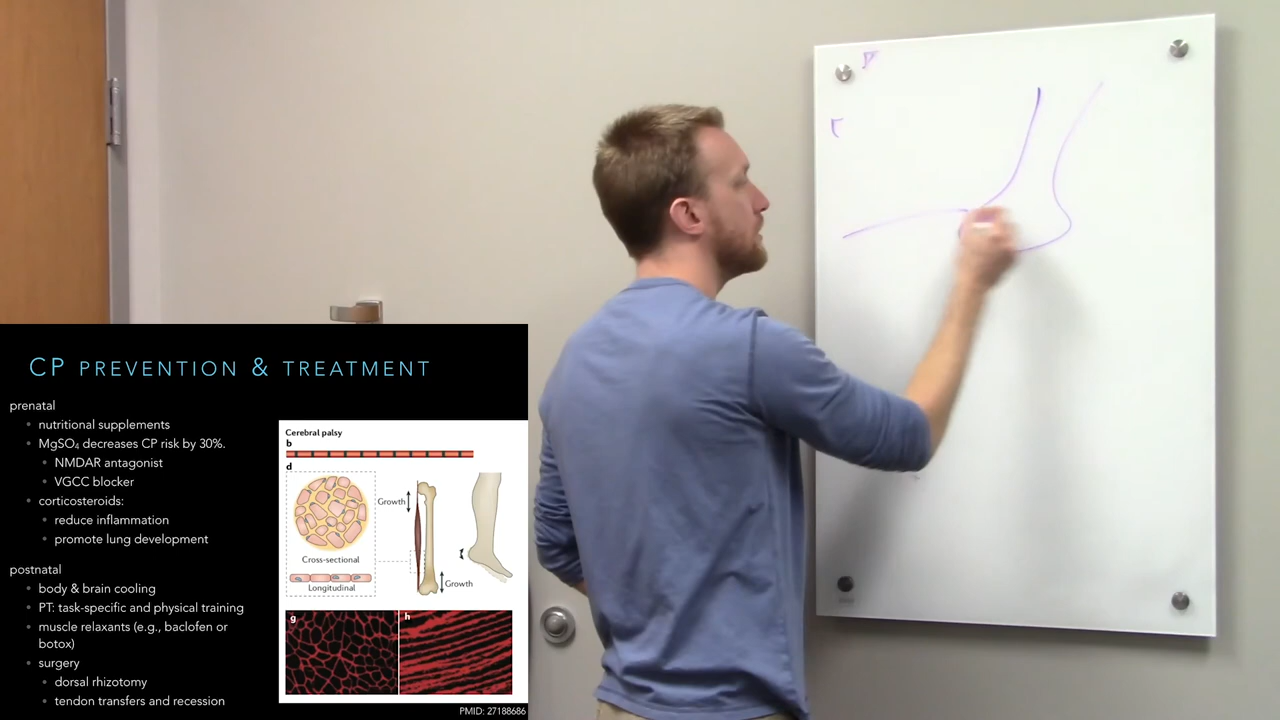 CP PREVENTION & TREATMENT
prenatal
nutritional supplements
MgSO₄ decreases CP risk by 30%.
NMDAR antagonist
VGCC blocker
corticosteroids:
reduce inflammation
promote lung development
postnatal
body & brain cooling
PT: task-specific and physical training
muscle relaxants (e.g., baclofen or
botox)
surgery
dorsal rhizotomy
tendon transfers and recession
Cerebral palsy
b
d
Growth
Cross-sectional
Longitudinal
Growth
g
h
PMID: 27188686